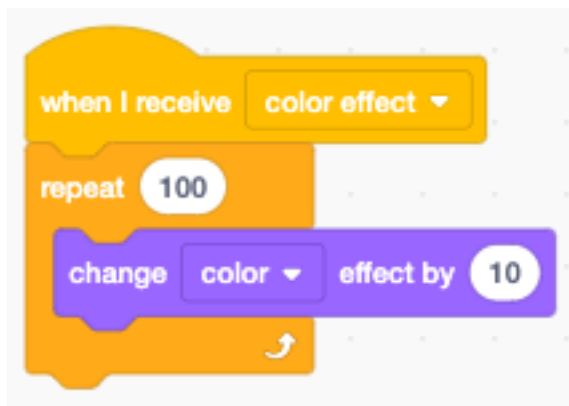 when I receive color effect
repeat 100
change color effect by 10